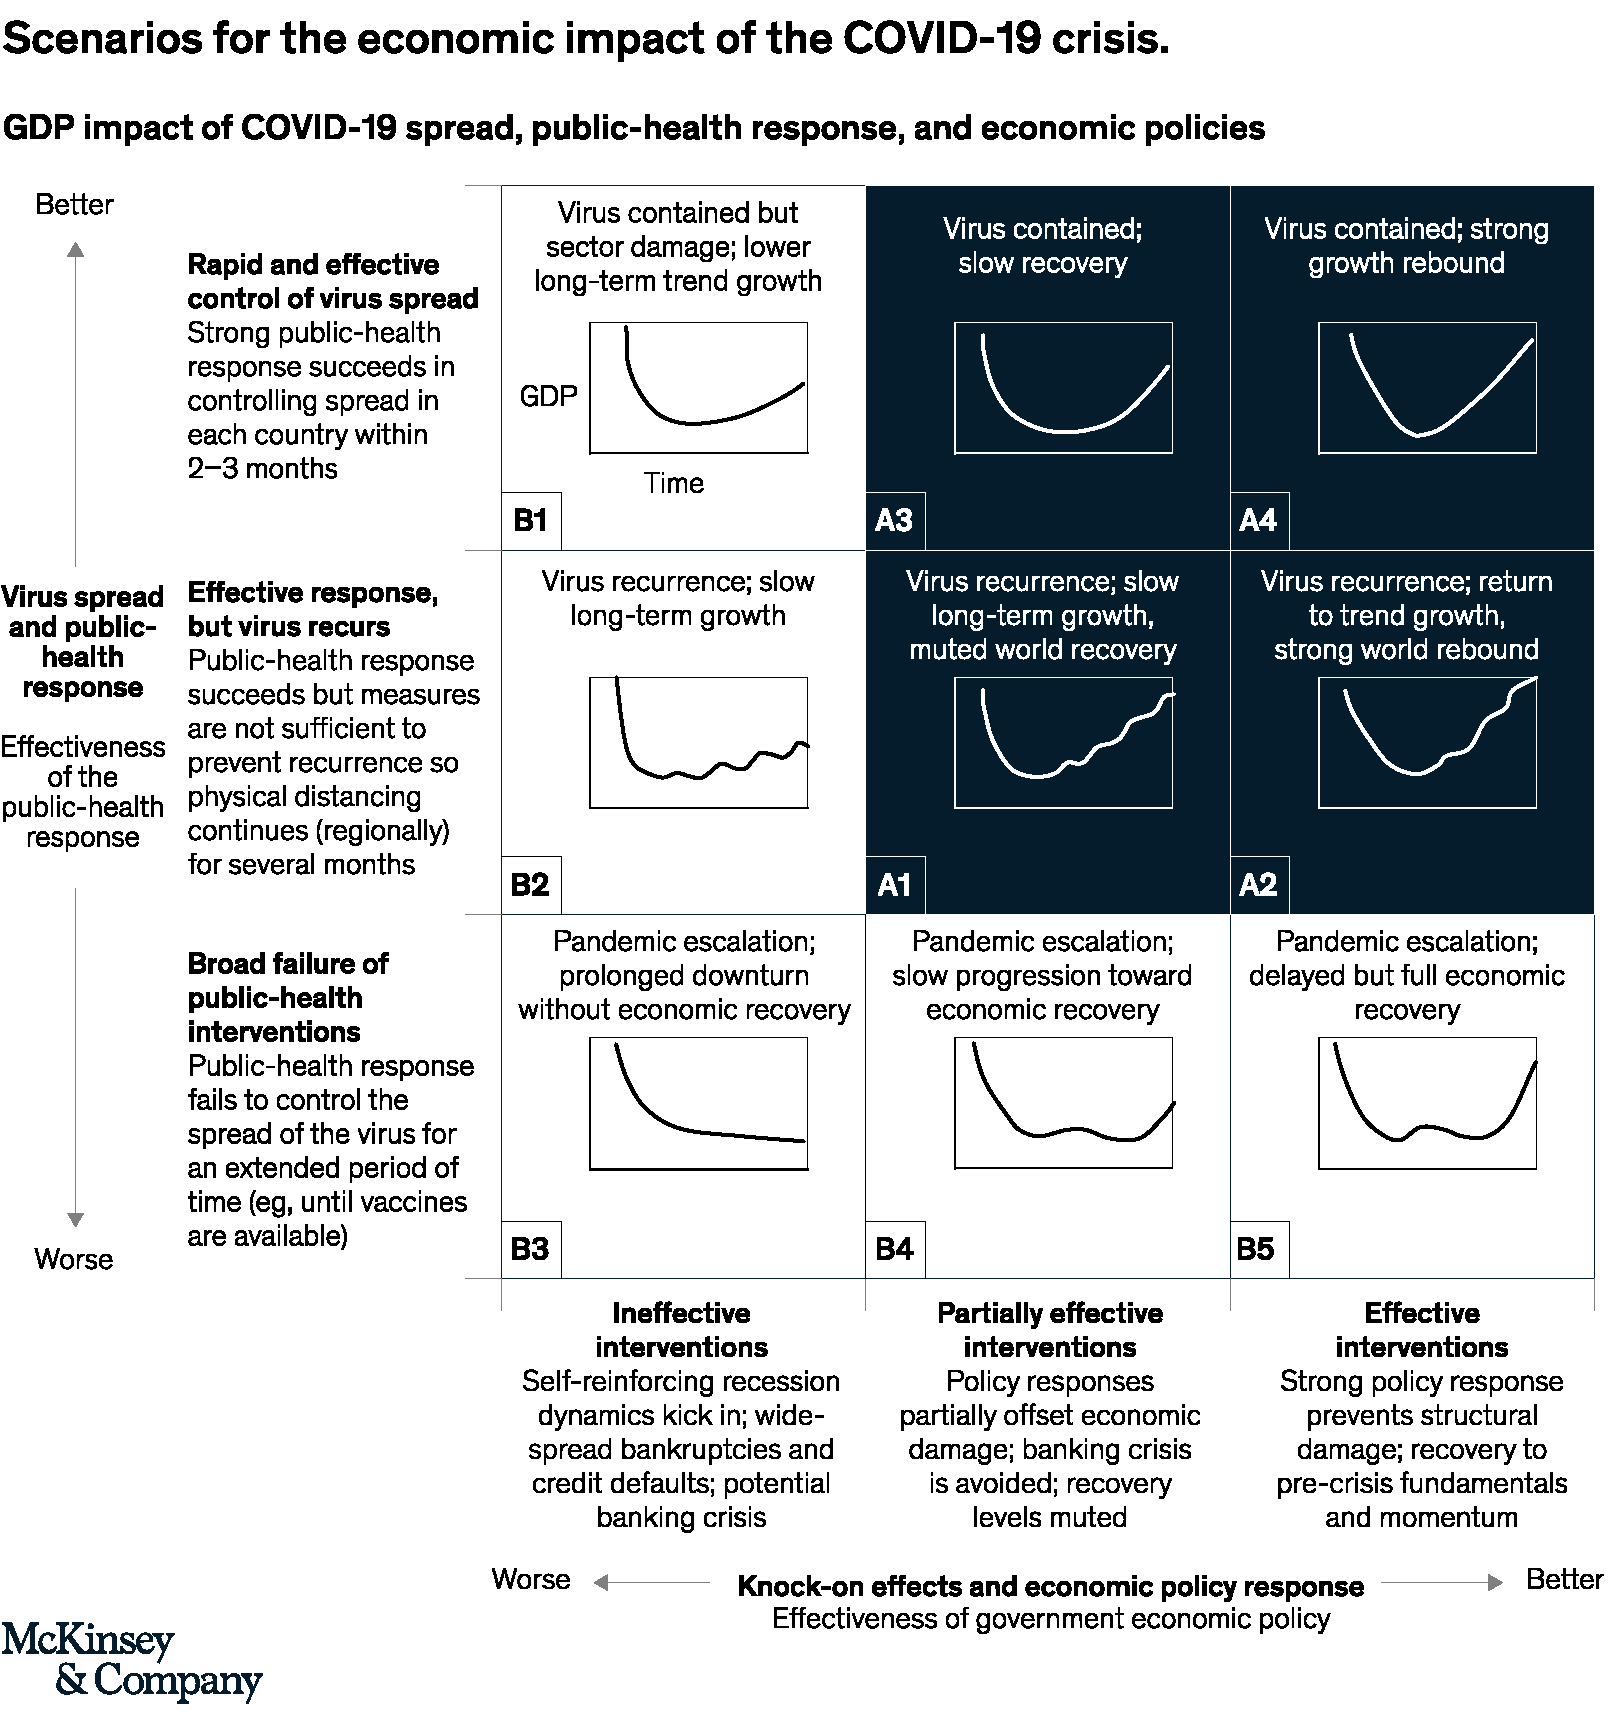 Scenarios for the economic impact of the COVID-19 crisis.
GDP impact of COVID-19 spread, public-health response, and economic policies
Better
Virus spread
and public-
health
response
Effectiveness
of the
public-health
response
Worse
Rapid and effective
control of virus spread
Strong public-health
response succeeds in
controlling spread in
each country within
2–3 months
Virus contained but
sector damage; lower
long-term trend growth
GDP
Time
B1
Virus contained;
slow recovery
A3
Virus contained; strong
growth rebound
A4
Effective response,
but virus recurs
Public-health response
succeeds but measures
are not sufficient to
prevent recurrence so
physical distancing
continues (regionally)
for several months
Virus recurrence; slow
long-term growth
B2
Virus recurrence; slow
long-term growth,
muted world recovery
A1
Virus recurrence; return
to trend growth,
strong world rebound
A2
Broad failure of
public-health
interventions
Public-health response
fails to control the
spread of the virus for
an extended period of
time (eg, until vaccines
are available)
Pandemic escalation;
prolonged downturn
without economic recovery
B3
Pandemic escalation;
slow progression toward
economic recovery
B4
Pandemic escalation;
delayed but full economic
recovery
B5
Ineffective
interventions
Self-reinforcing recession
dynamics kick in; wide-
spread bankruptcies and
credit defaults; potential
banking crisis
Partially effective
interventions
Policy responses
partially offset economic
damage; banking crisis
is avoided; recovery
levels muted
Effective
interventions
Strong policy response
prevents structural
damage; recovery to
pre-crisis fundamentals
and momentum
Worse
Knock-on effects and economic policy response
Effectiveness of government economic policy
Better
McKinsey
& Company